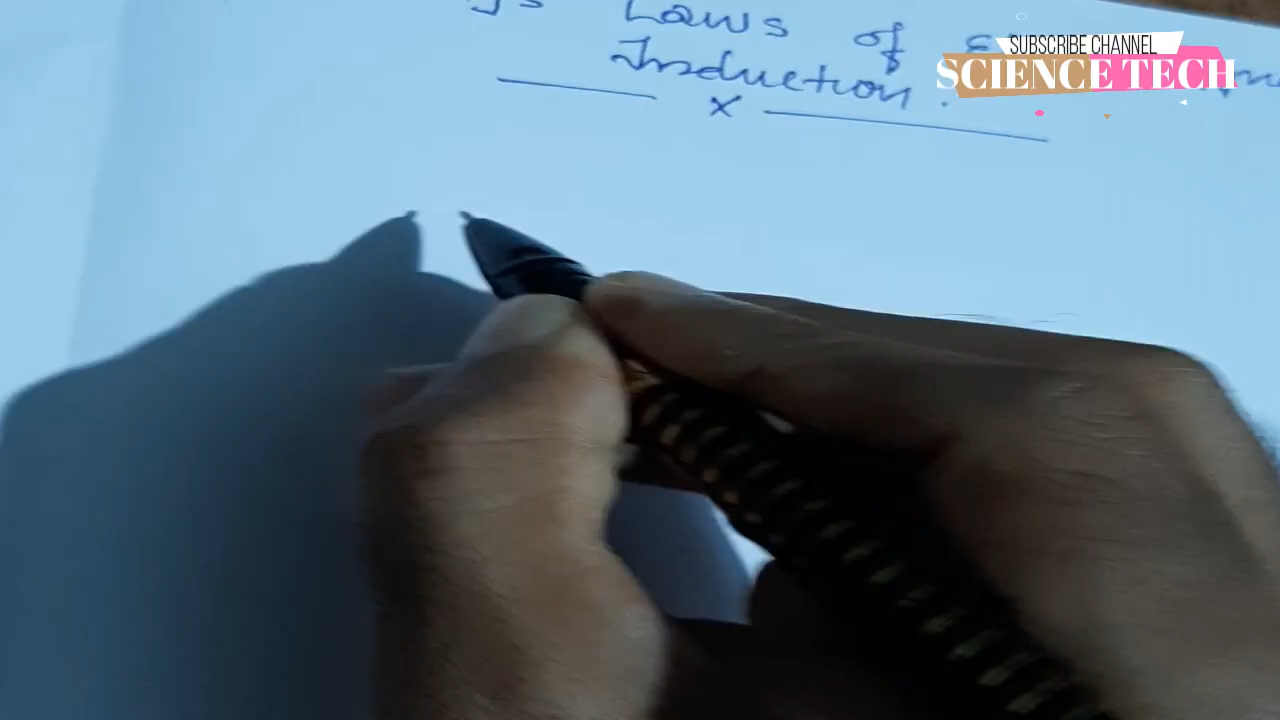 Laws of
Induction.
x
SUBSCRIBE CHANNEL
SCIENCE TECH